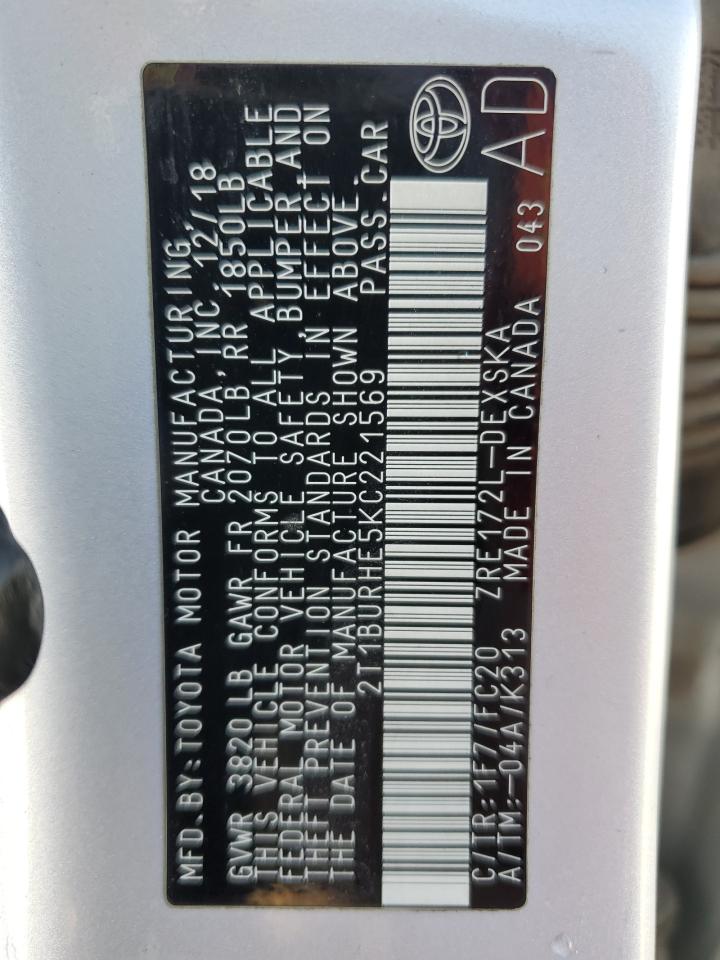 MFD.BY:TOYOTA MOTOR MANUFACTURING,
CANADA, INC. 12/18
GVWR 3820 LB GAWR FR 2070LB, RR 1850LB
THIS VEHICLE CONFORMS TO ALL APPLICABLE
FEDERAL MOTOR VEHICLE SAFETY, BUMPER, AND
THEFT PREVENTION STANDARDS IN EFFECT ON
THE DATE OF MANUFACTURE SHOWN ABOVE.
2T1BURHE5KC221569 PASS.CAR
C/TR:1F7/FC20 ZRE172L-DEXSKA
A/TM:-04A/K313 MADE IN CANADA 043
AD